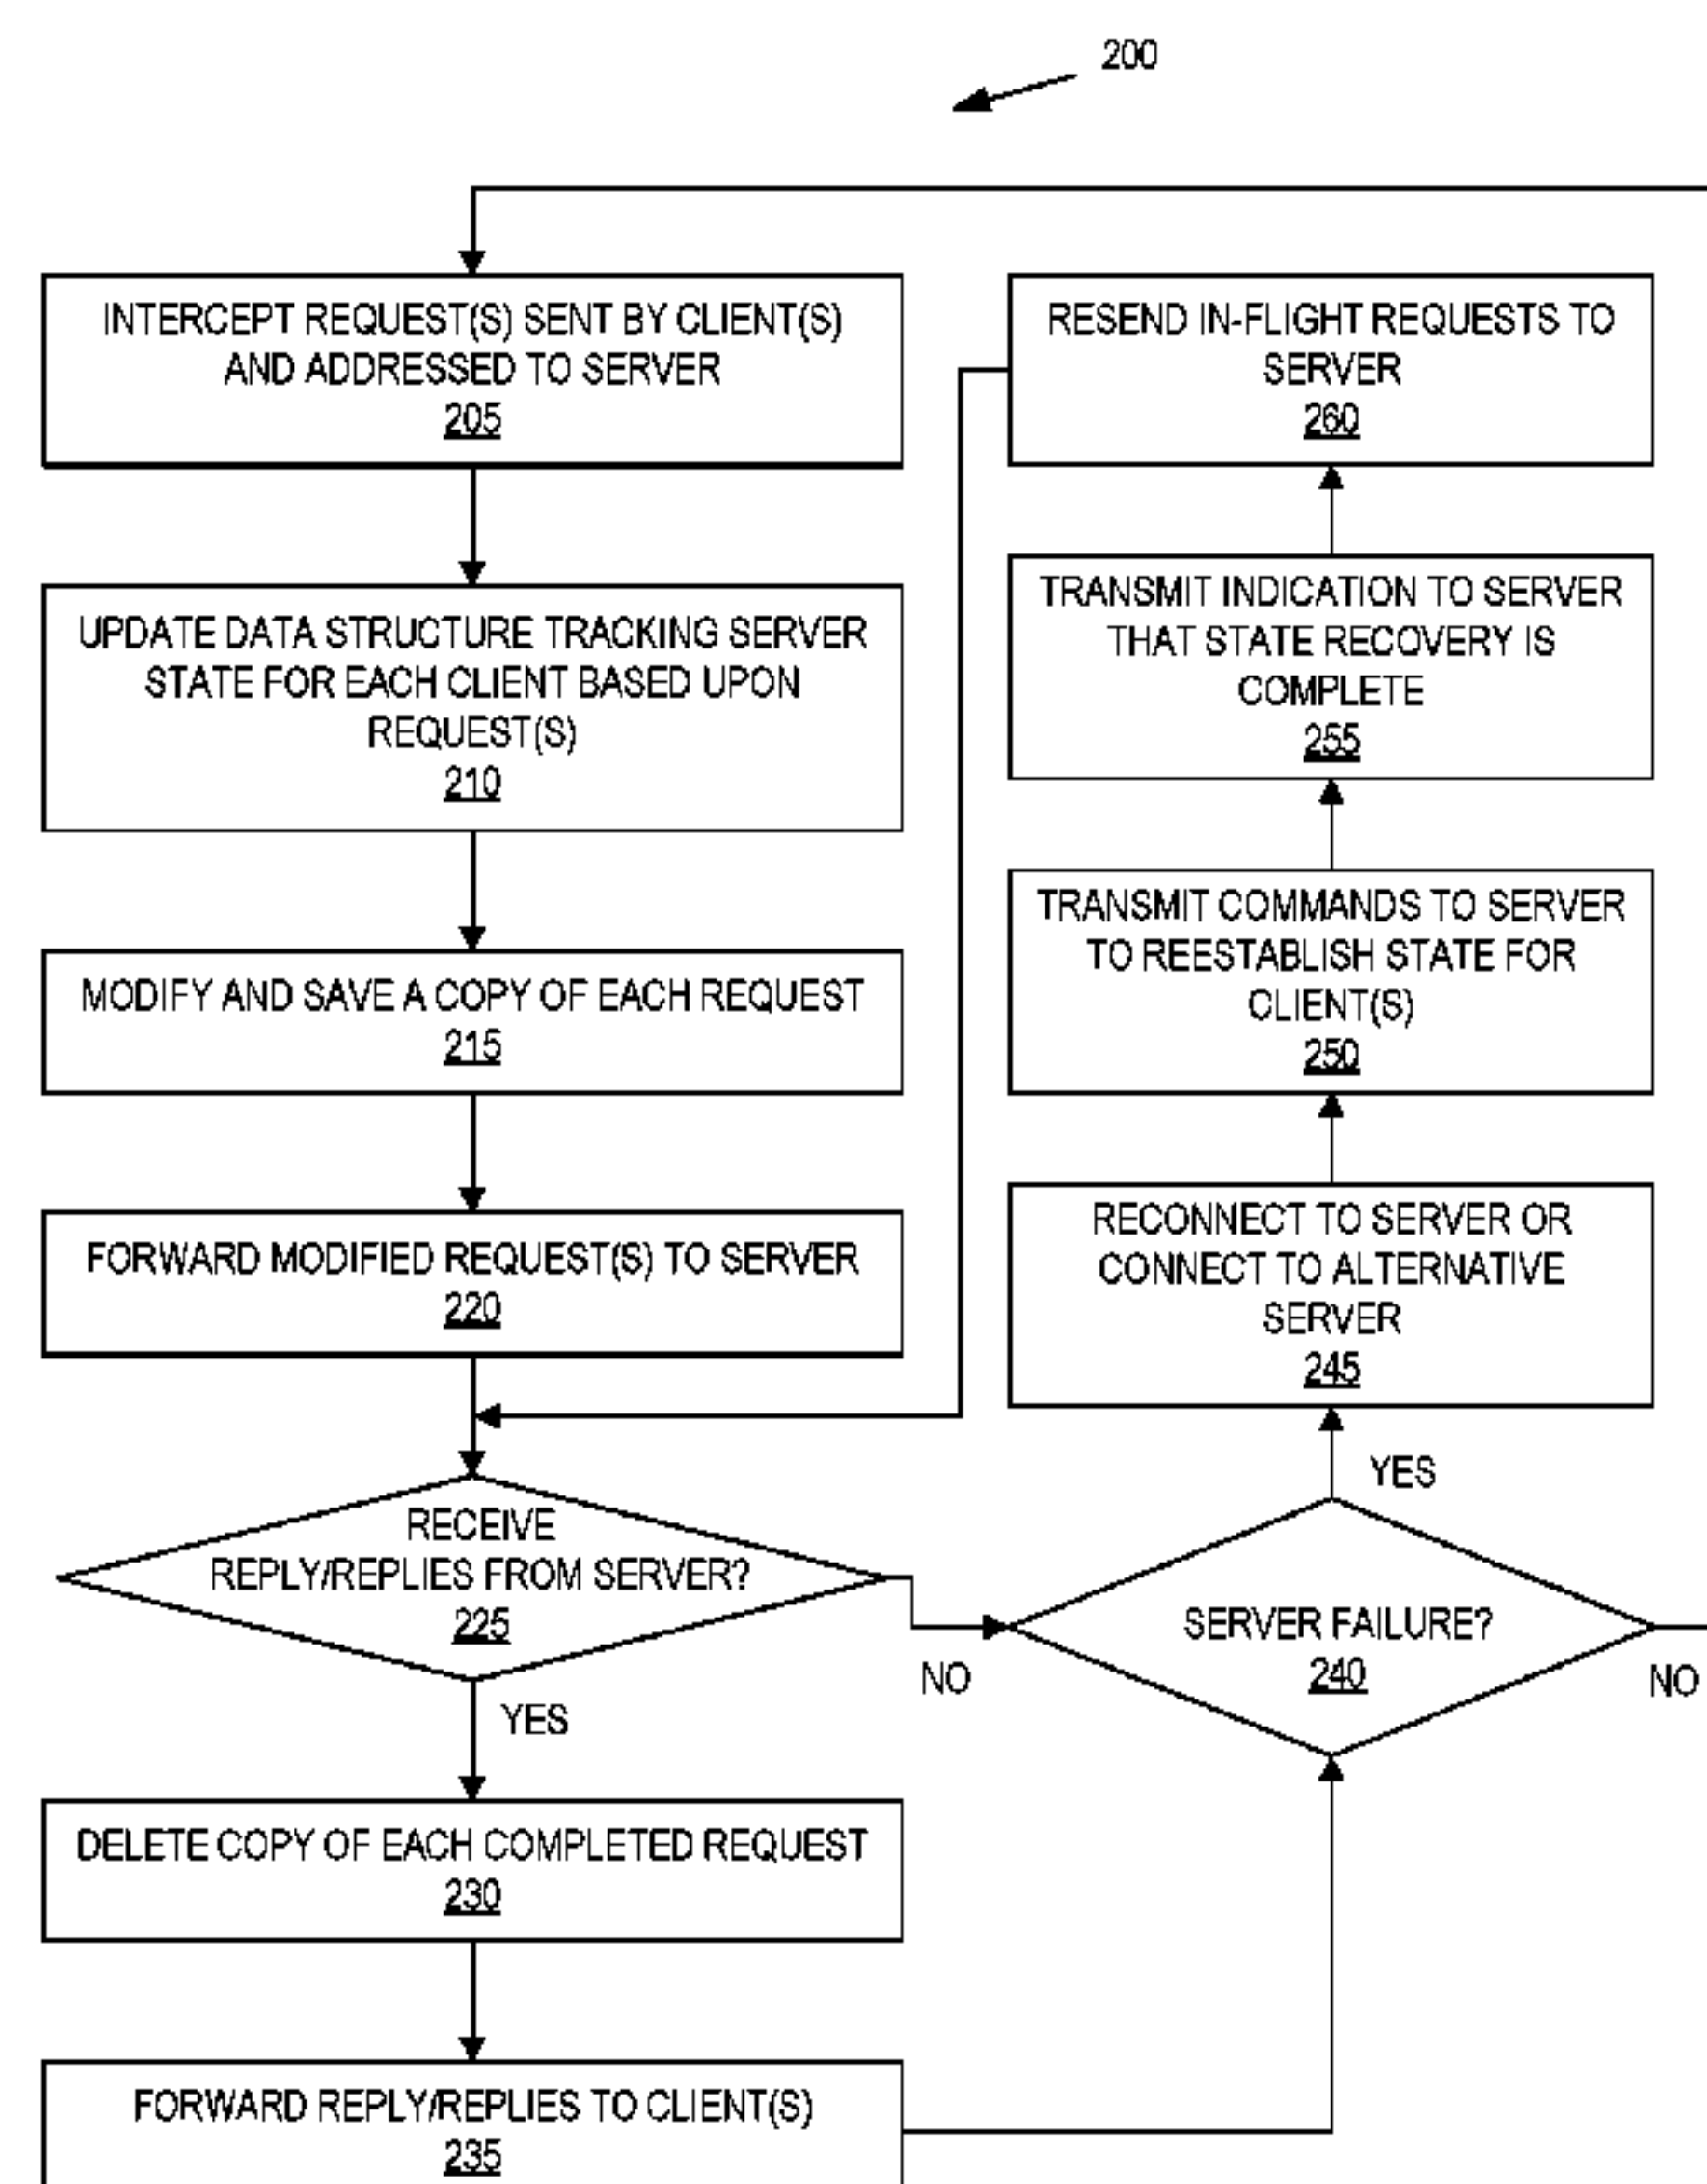 200
INTERCEPT REQUEST(S) SENT BY CLIENT(S)
AND ADDRESSED TO SERVER
205
UPDATE DATA STRUCTURE TRACKING SERVER
STATE FOR EACH CLIENT BASED UPON
REQUEST(S)
210
MODIFY AND SAVE A COPY OF EACH REQUEST
215
FORWARD MODIFIED REQUEST(S) TO SERVER
220
RECEIVE
REPLY/REPLIES FROM SERVER?
225
NO
YES
DELETE COPY OF EACH COMPLETED REQUEST
230
FORWARD REPLY/REPLIES TO CLIENT(S)
235
SERVER FAILURE?
240
NO
YES
RECONNECT TO SERVER OR
CONNECT TO ALTERNATIVE
SERVER
245
TRANSMIT COMMANDS TO SERVER
TO REESTABLISH STATE FOR
CLIENT(S)
250
TRANSMIT INDICATION TO SERVER
THAT STATE RECOVERY IS
COMPLETE
255
RESEND IN-FLIGHT REQUESTS TO
SERVER
260